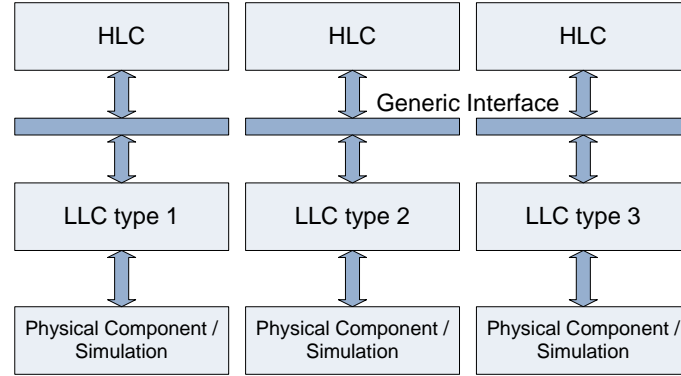 HLC HLC HLC
Generic Interface
LLC type 1 LLC type 2 LLC type 3
Physical Component / Physical Component / Physical Component /
Simulation Simulation Simulation